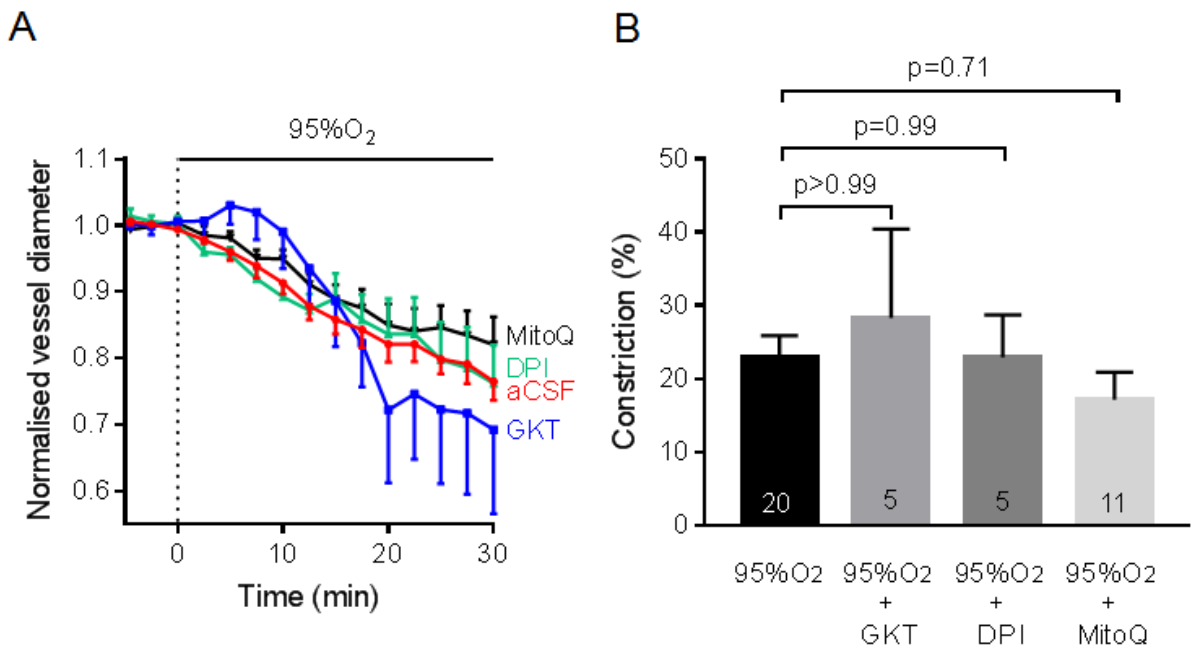 A
95%O2
Normalised vessel diameter
1.1
1.0
0.9
0.8
0.7
0.6
MitoQ
DPI
aCSF
GKT
0
10
20
30
Time (min)
B
p=0.71
p=0.99
p>0.99
Constriction (%)
50
40
30
20
10
0
20
5
5
11
95%O2
95%O2
+
GKT
95%O2
+
DPI
95%O2
+
MitoQ